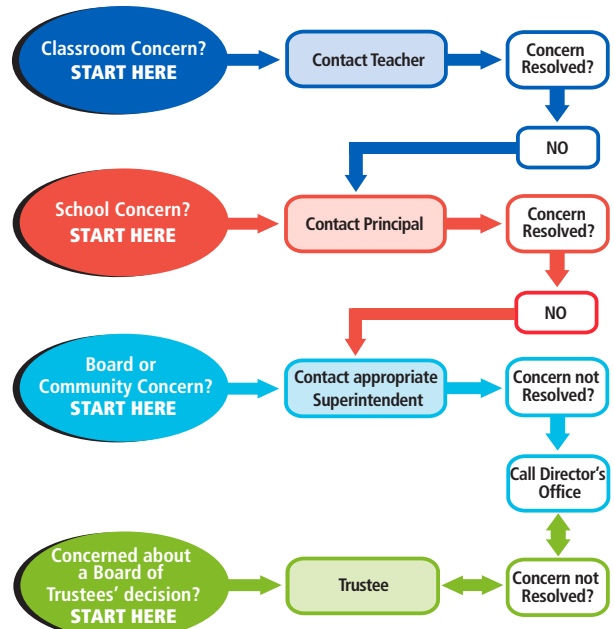 Classroom Concern?
START HERE
Contact Teacher
Concern
Resolved?
NO
School Concern?
START HERE
Contact Principal
Concern
Resolved?
NO
Board or
Community Concern?
START HERE
Contact appropriate
Superintendent
Concern not
Resolved?
Call Director's
Office
Concerned about
a Board of
Trustees' decision?
START HERE
Trustee
Concern not
Resolved?